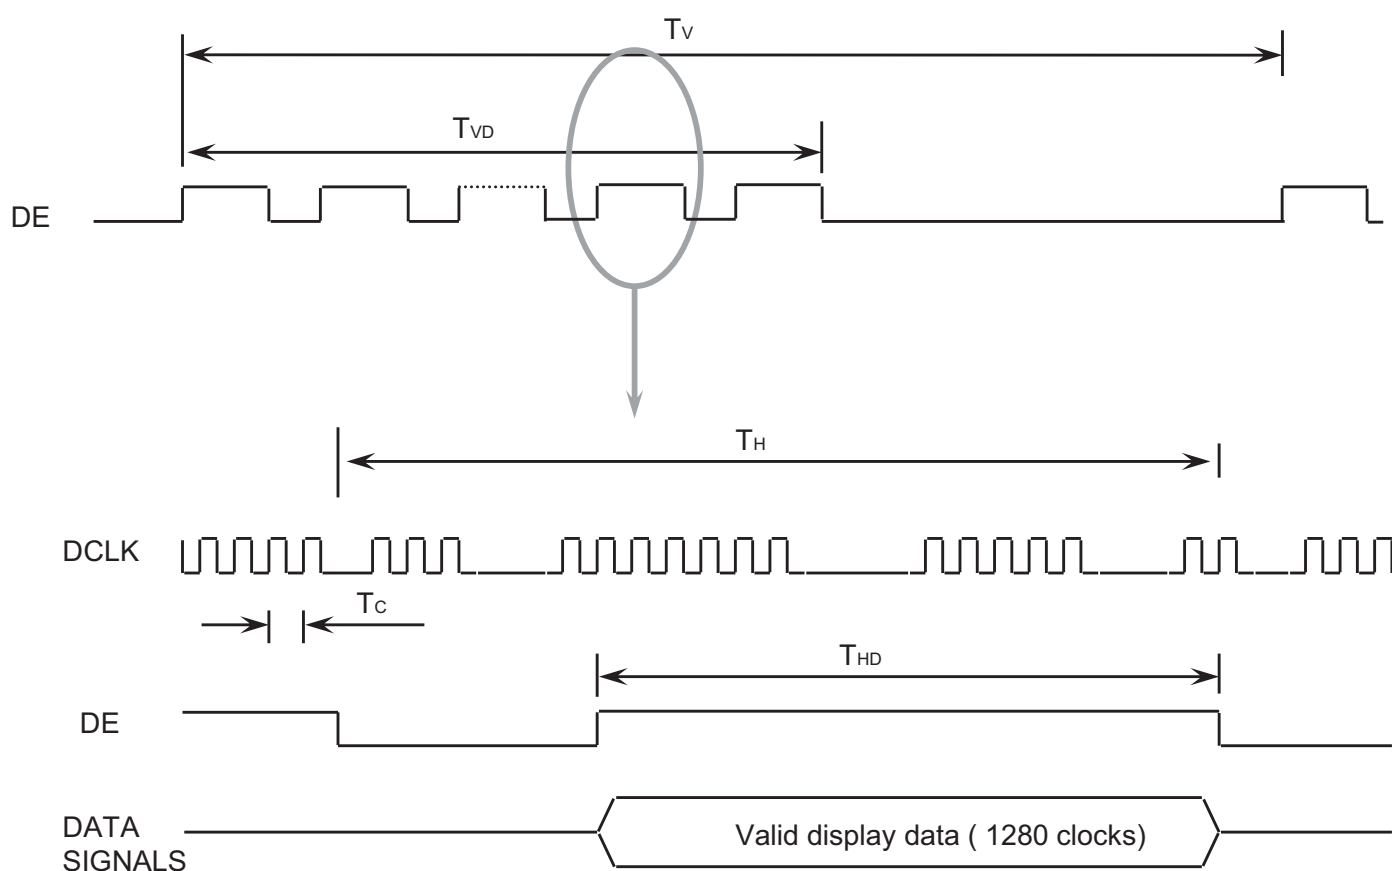 TV
TVD
DE
TH
DCLK
TC
THD
DE
DATA
SIGNALS
Valid display data ( 1280 clocks)